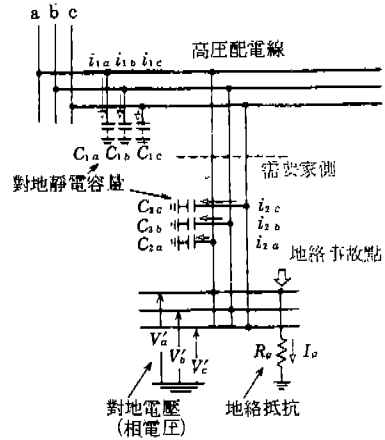 a b c
i₁ₐ i₁b i₁c
高圧配電線
C₁ₐ C₁b C₁c
對地靜電容量
需要家側
C₂c
i₂c
C₂b
i₂b
C₂ₐ
i₂ₐ
地絡事故點
V'ₐ
V'b
V'c
Rg
Ig
對地電壓
(相電圧)
地絡抵抗